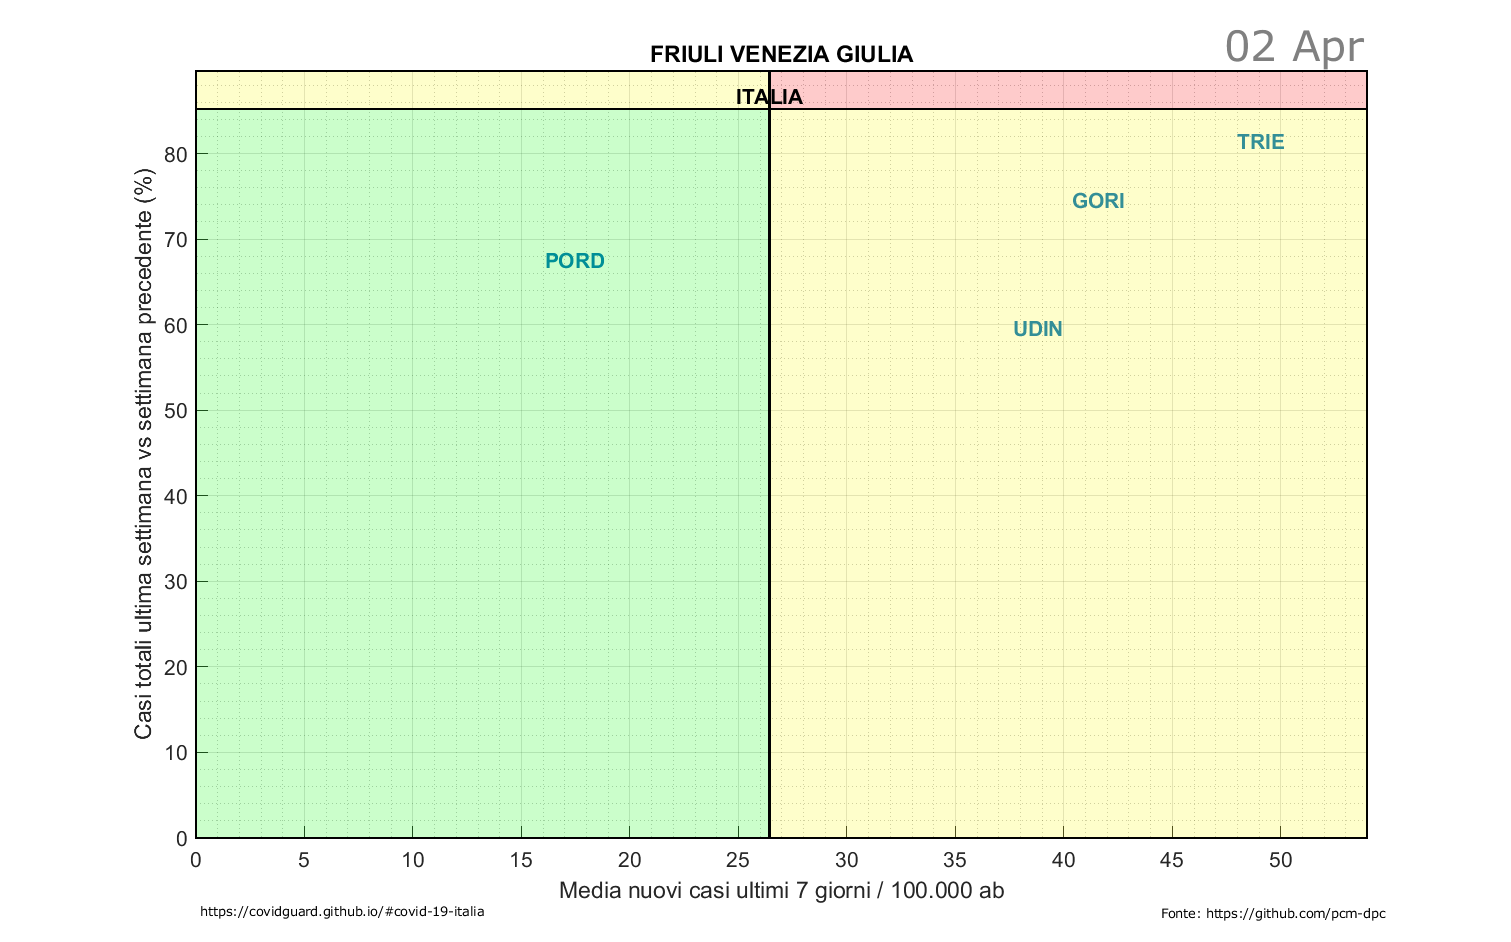 02 Apr
FRIULI VENEZIA GIULIA
ITALIA
TRIE
GORI
PORD
UDIN
Casi totali ultima settimana vs settimana precedente (%)
80
70
60
50
40
30
20
10
0
0 5 10 15 20 25 30 35 40 45 50
Media nuovi casi ultimi 7 giorni / 100.000 ab
https://covidguard.github.io/#covid-19-italia
Fonte: https://github.com/pcm-dpc